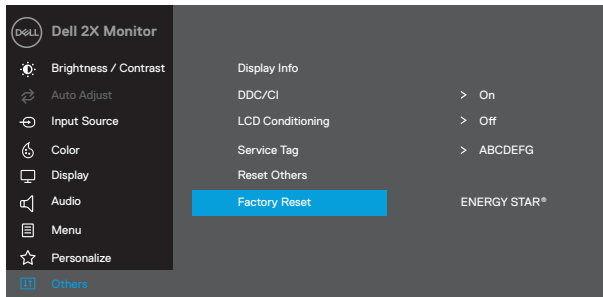 DELL Dell 2X Monitor
Brightness / Contrast Display Info
Auto Adjust DDC/CI > On
Input Source LCD Conditioning > Off
Color Service Tag > ABCDEFG
Display Reset Others
Audio Factory Reset ENERGY STAR®
Menu
Personalize
Others